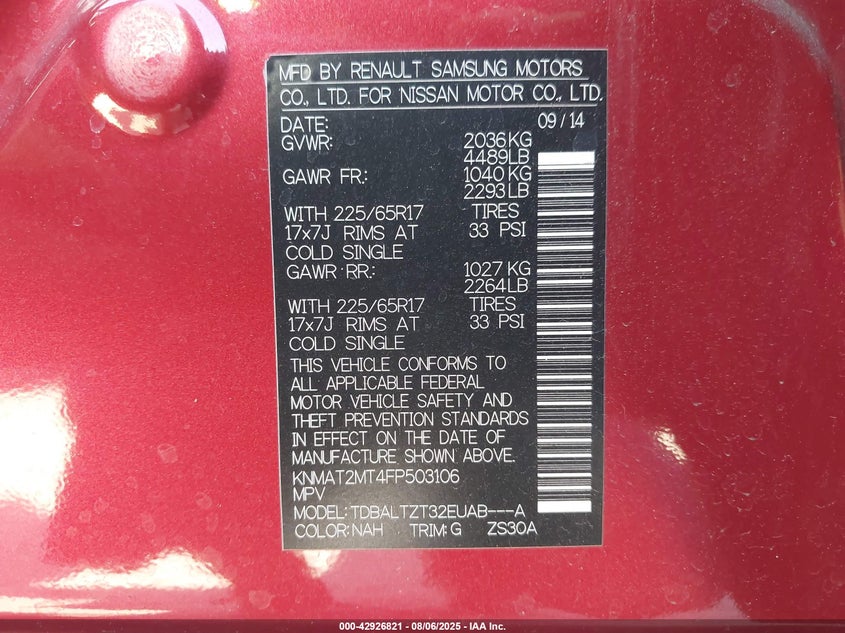 MFD BY RENAULT SAMSUNG MOTORS
CO., LTD. FOR NISSAN MOTOR CO., LTD.
DATE: 09/14
GVWR: 2036KG
4489LB
GAWR FR.: 1040KG
2293LB
WITH 225/65R17 TIRES
17x7J RIMS AT 33 PSI
COLD SINGLE
GAWR RR.: 1027KG
2264LB
WITH 225/65R17 TIRES
17x7J RIMS AT 33 PSI
COLD SINGLE
THIS VEHICLE CONFORMS TO
ALL APPLICABLE FEDERAL
MOTOR VEHICLE SAFETY AND
THEFT PREVENTION STANDARDS
IN EFFECT ON THE DATE OF
MANUFACTURE SHOWN ABOVE.
KNMAT2MT4FP503106
MPV
MODEL: TDBALTZT32EUAB---A
COLOR: NAH TRIM: G ZS30A
000-42926821 - 08/06/2025 - IAA Inc.